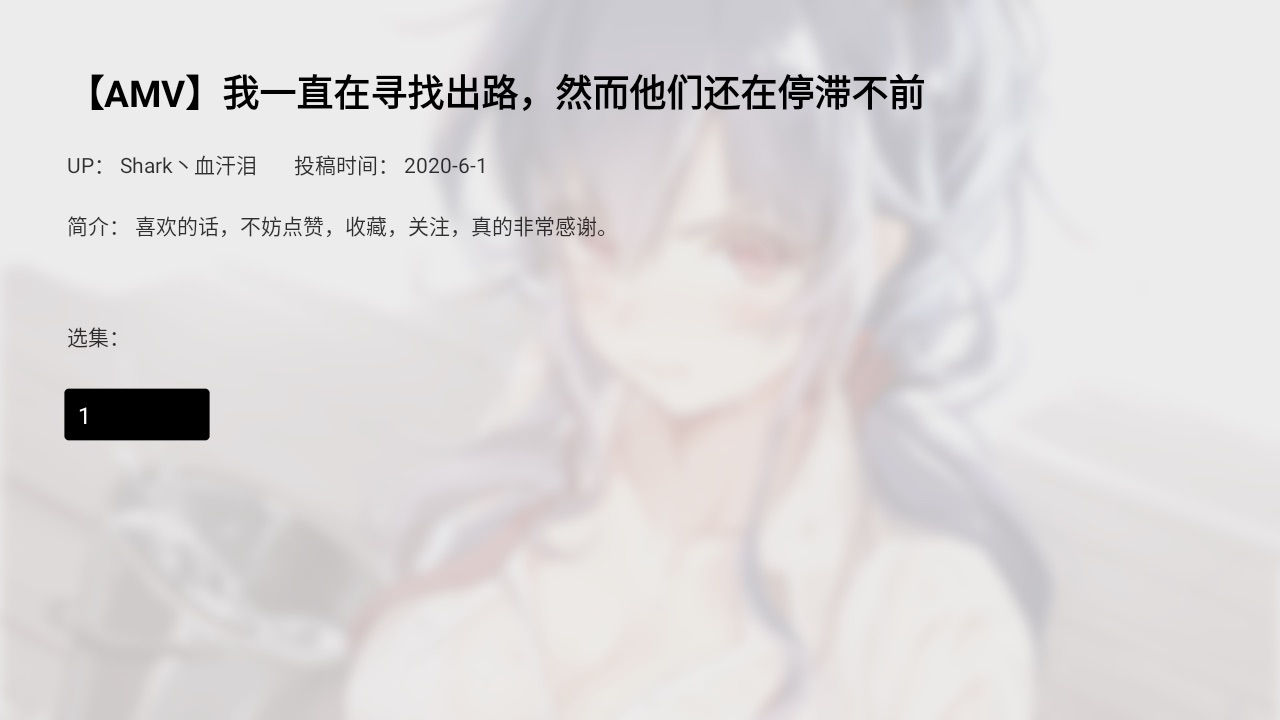 【AMV】我一直在寻找出路，然而他们还在停滞不前
UP： Shark丶血汗泪 投稿时间： 2020-6-1
简介： 喜欢的话，不妨点赞，收藏，关注，真的非常感谢。
选集：
1